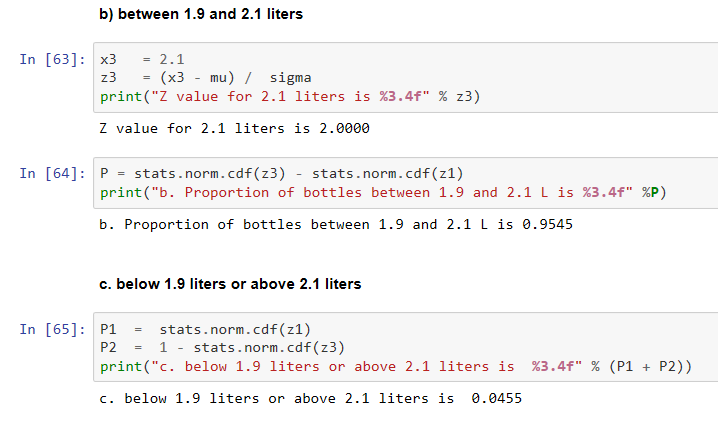 b) between 1.9 and 2.1 liters
In [63]: x3 = 2.1
z3 = (x3 - mu) / sigma
print("Z value for 2.1 liters is %3.4f" % z3)
Z value for 2.1 liters is 2.0000
In [64]: P = stats.norm.cdf(z3) - stats.norm.cdf(z1)
print("b. Proportion of bottles between 1.9 and 2.1 L is %3.4f" %P)
b. Proportion of bottles between 1.9 and 2.1 L is 0.9545
c. below 1.9 liters or above 2.1 liters
In [65]: P1 = stats.norm.cdf(z1)
P2 = 1 - stats.norm.cdf(z3)
print("c. below 1.9 liters or above 2.1 liters is %3.4f" % (P1 + P2))
c. below 1.9 liters or above 2.1 liters is 0.0455